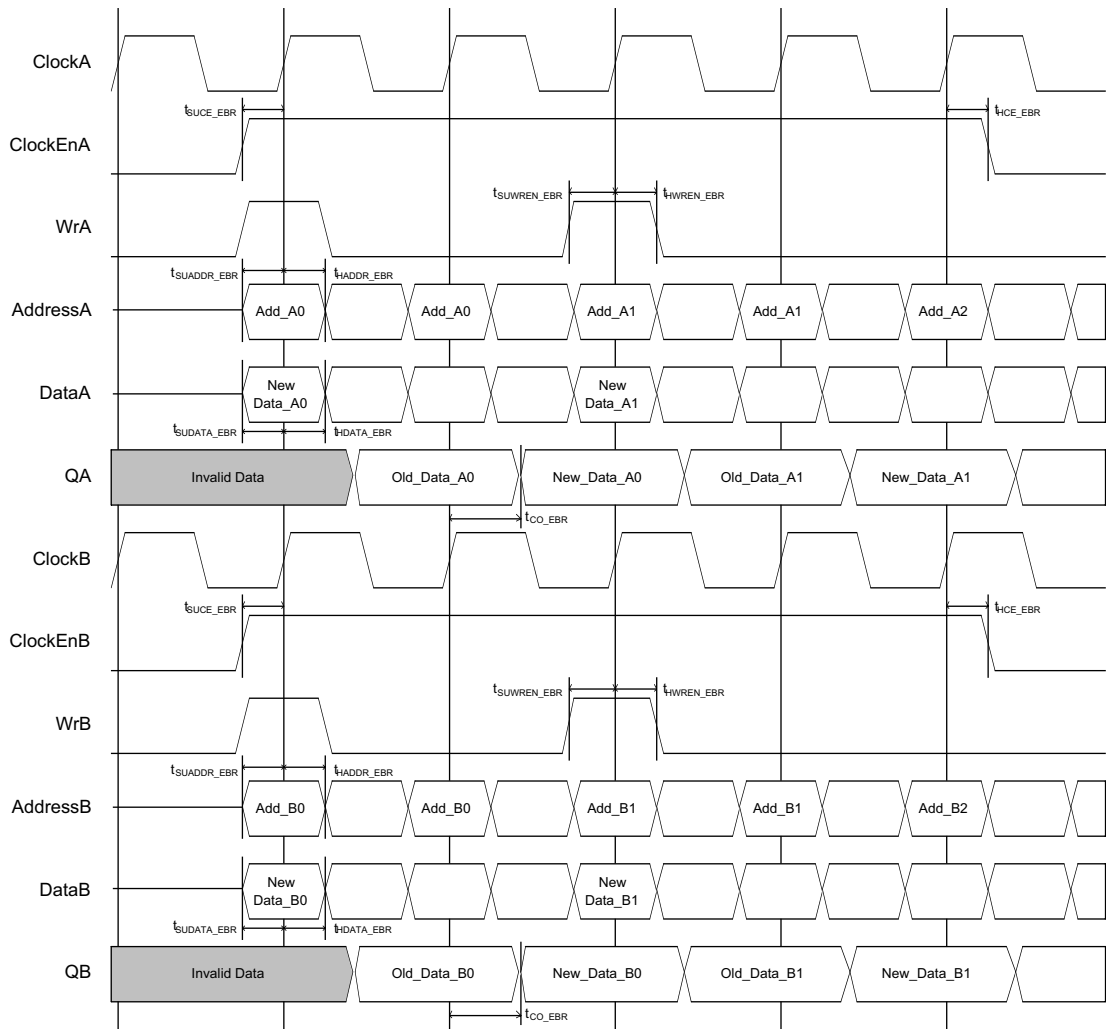 ClockA
tSUCE_EBR
tHCE_EBR
ClockEnA
tSUWREN_EBR
tHWREN_EBR
WrA
tSUADDR_EBR
tHADDR_EBR
AddressA
Add_A0
Add_A0
Add_A1
Add_A1
Add_A2
DataA
New
Data_A0
New
Data_A1
tSUDATA_EBR
tHDATA_EBR
QA
Invalid Data
Old_Data_A0
New_Data_A0
Old_Data_A1
New_Data_A1
tCO_EBR
ClockB
tSUCE_EBR
tHCE_EBR
ClockEnB
tSUWREN_EBR
tHWREN_EBR
WrB
tSUADDR_EBR
tHADDR_EBR
AddressB
Add_B0
Add_B0
Add_B1
Add_B1
Add_B2
DataB
New
Data_B0
New
Data_B1
tSUDATA_EBR
tHDATA_EBR
QB
Invalid Data
Old_Data_B0
New_Data_B0
Old_Data_B1
New_Data_B1
tCO_EBR